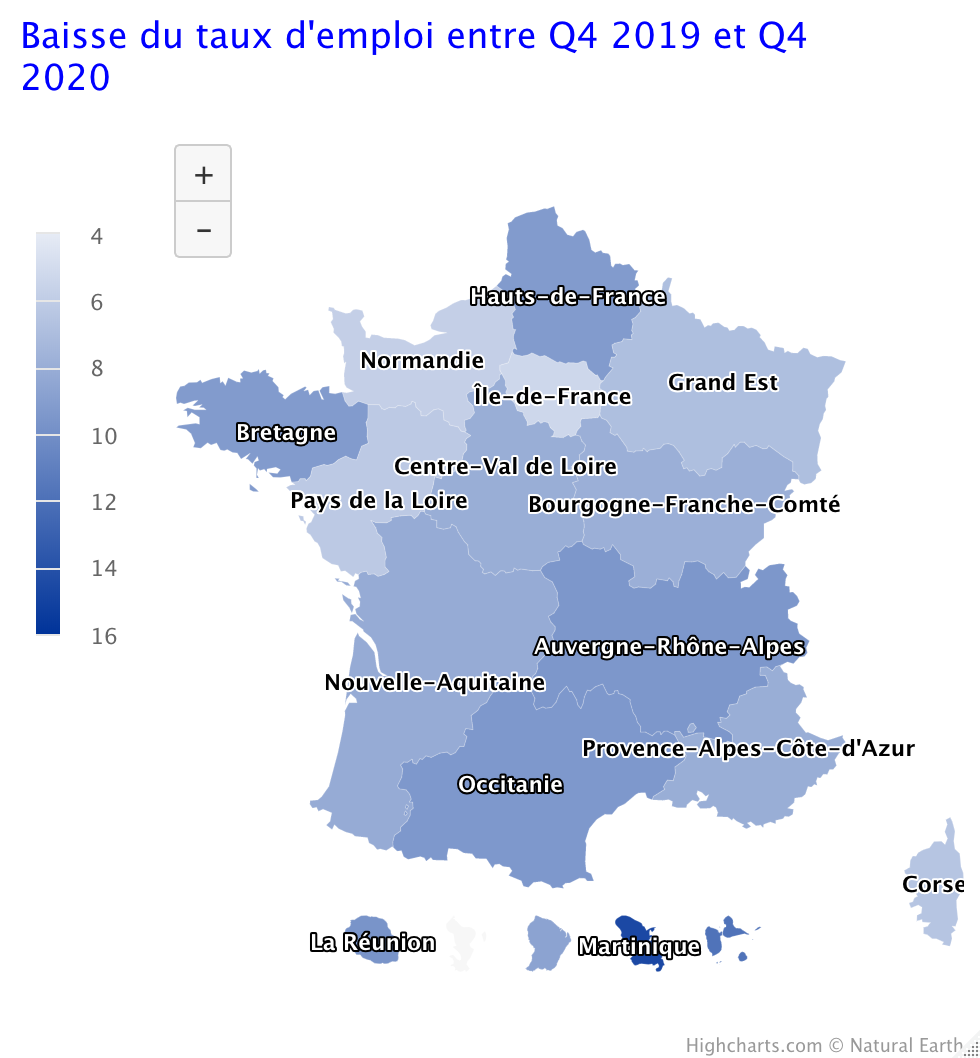 Baisse du taux d'emploi entre Q4 2019 et Q4
2020
+
−
4
6
8
10
12
14
16
Hauts−de−France
Normandie
Île−de−France
Grand Est
Bretagne
Centre−Val de Loire
Pays de la Loire
Bourgogne−Franche−Comté
Auvergne−Rhône−Alpes
Nouvelle−Aquitaine
Provence−Alpes−Côte−d'Azur
Occitanie
Corse
La Réunion
Martinique
Highcharts.com © Natural Earth